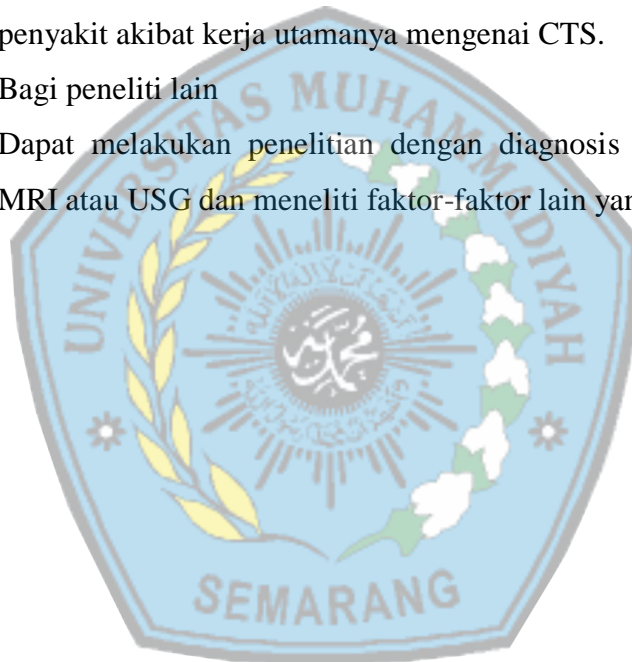 penyakit akibat kerja utamanya mengenai CTS.
Bagi peneliti lain
Dapat melakukan penelitian dengan diagnosis
MRI atau USG dan meneliti faktor-faktor lain yan
UNIVERSITAS MUHAMMADIYAH
محمدية
SEMARANG